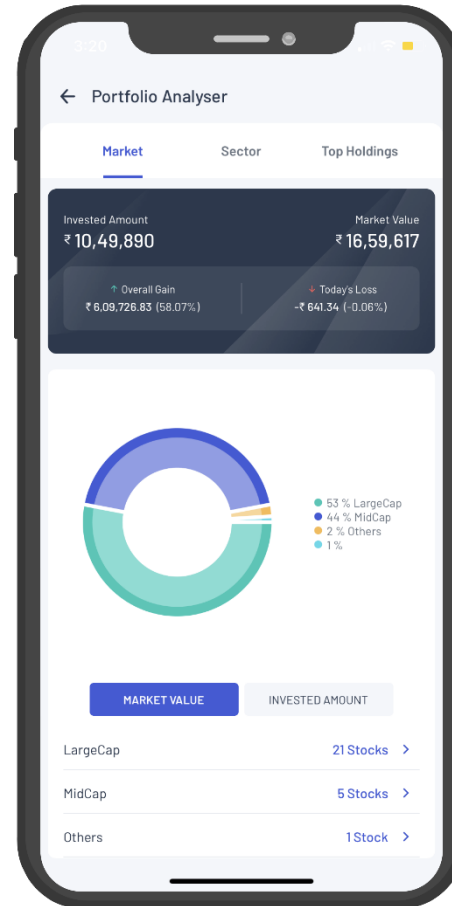 3:20
Portfolio Analyser
Market Sector Top Holdings
Invested Amount Market Value
₹10,49,890 ₹16,59,617
↑ Overall Gain ↓ Today's Loss
₹ 6,09,726.83 (58.07%) -₹ 641.34 (-0.06%)
53 % LargeCap
44 % MidCap
2 % Others
1 %
MARKET VALUE INVESTED AMOUNT
LargeCap 21 Stocks >
MidCap 5 Stocks >
Others 1 Stock >